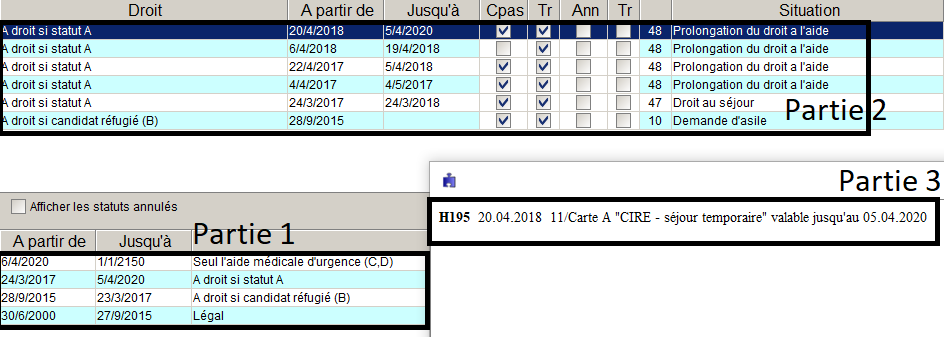 Droit A partir de Jusqu'à Cpas Tr Ann Tr Situation
A droit si statut A 20/4/2018 5/4/2020 48 Prolongation du droit a l'aide
A droit si statut A 6/4/2018 19/4/2018 48 Prolongation du droit a l'aide
A droit si statut A 22/4/2017 5/4/2018 48 Prolongation du droit a l'aide
A droit si statut A 4/4/2017 4/5/2017 48 Prolongation du droit a l'aide
A droit si statut A 24/3/2017 24/3/2018 47 Droit au séjour
Partie 2
A droit si candidat réfugié (B) 28/9/2015 10 Demande d'asile
Partie 3
Afficher les statuts annulés
H195 20.04.2018 11/Carte A "CIRE - séjour temporaire" valable jusqu'au 05.04.2020
A partir de Jusqu'à Partie 1
6/4/2020 1/1/2150 Seul l'aide médicale d'urgence (C,D)
24/3/2017 5/4/2020 A droit si statut A
28/9/2015 23/3/2017 A droit si candidat réfugié (B)
30/6/2000 27/9/2015 Légal